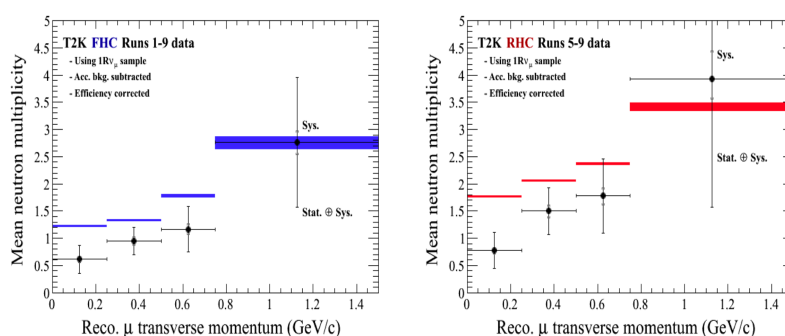 T2K FHC Runs 1-9 data
- Using 1Rνμ sample
- Acc. bkg. subtracted
- Efficiency corrected
Sys.
Stat. ⊕ Sys.
Mean neutron multiplicity
5
4.5
4
3.5
3
2.5
2
1.5
1
0.5
0
0 0.2 0.4 0.6 0.8 1 1.2 1.4
Reco. μ transverse momentum (GeV/c)
T2K RHC Runs 5-9 data
- Using 1Rνμ sample
- Acc. bkg. subtracted
- Efficiency corrected
Sys.
Stat. ⊕ Sys.
Mean neutron multiplicity
5
4.5
4
3.5
3
2.5
2
1.5
1
0.5
0
0 0.2 0.4 0.6 0.8 1 1.2 1.4
Reco. μ transverse momentum (GeV/c)